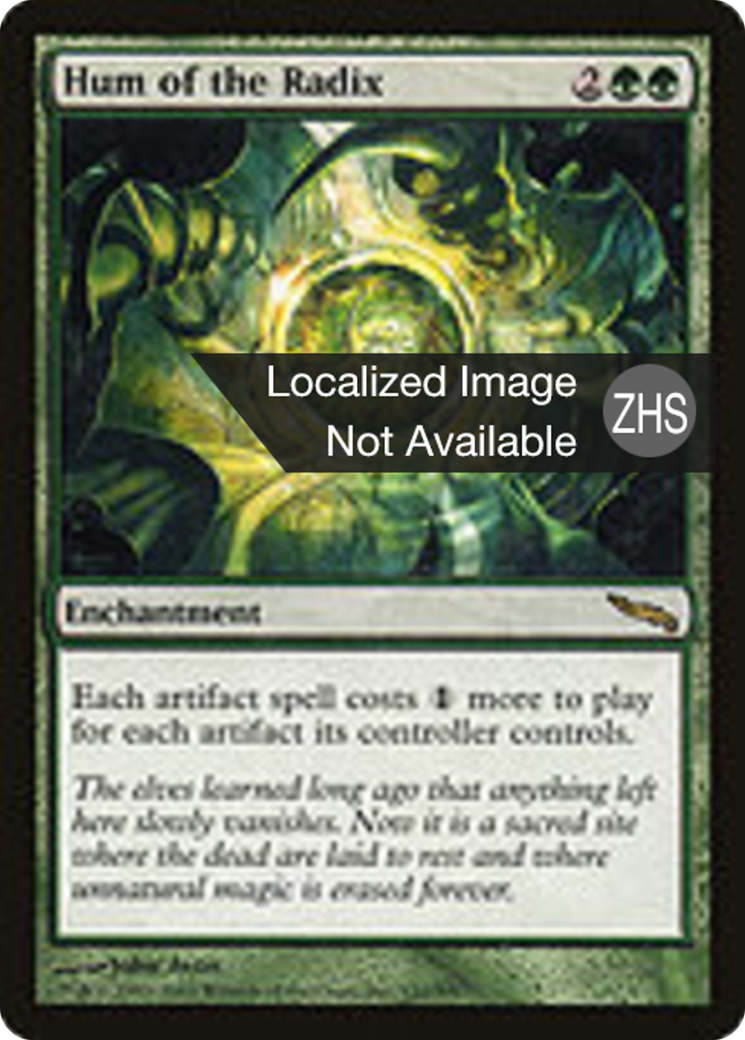 Hum of the Radix 2
Localized Image
Not Available
ZHS
Enchantment
Each artifact spell costs 1 more to play
for each artifact its controller controls.
The elves learned long ago that anything left
here slowly vanishes. Now it is a sacred site
where the dead are laid to rest and where
unnatural magic is erased forever.